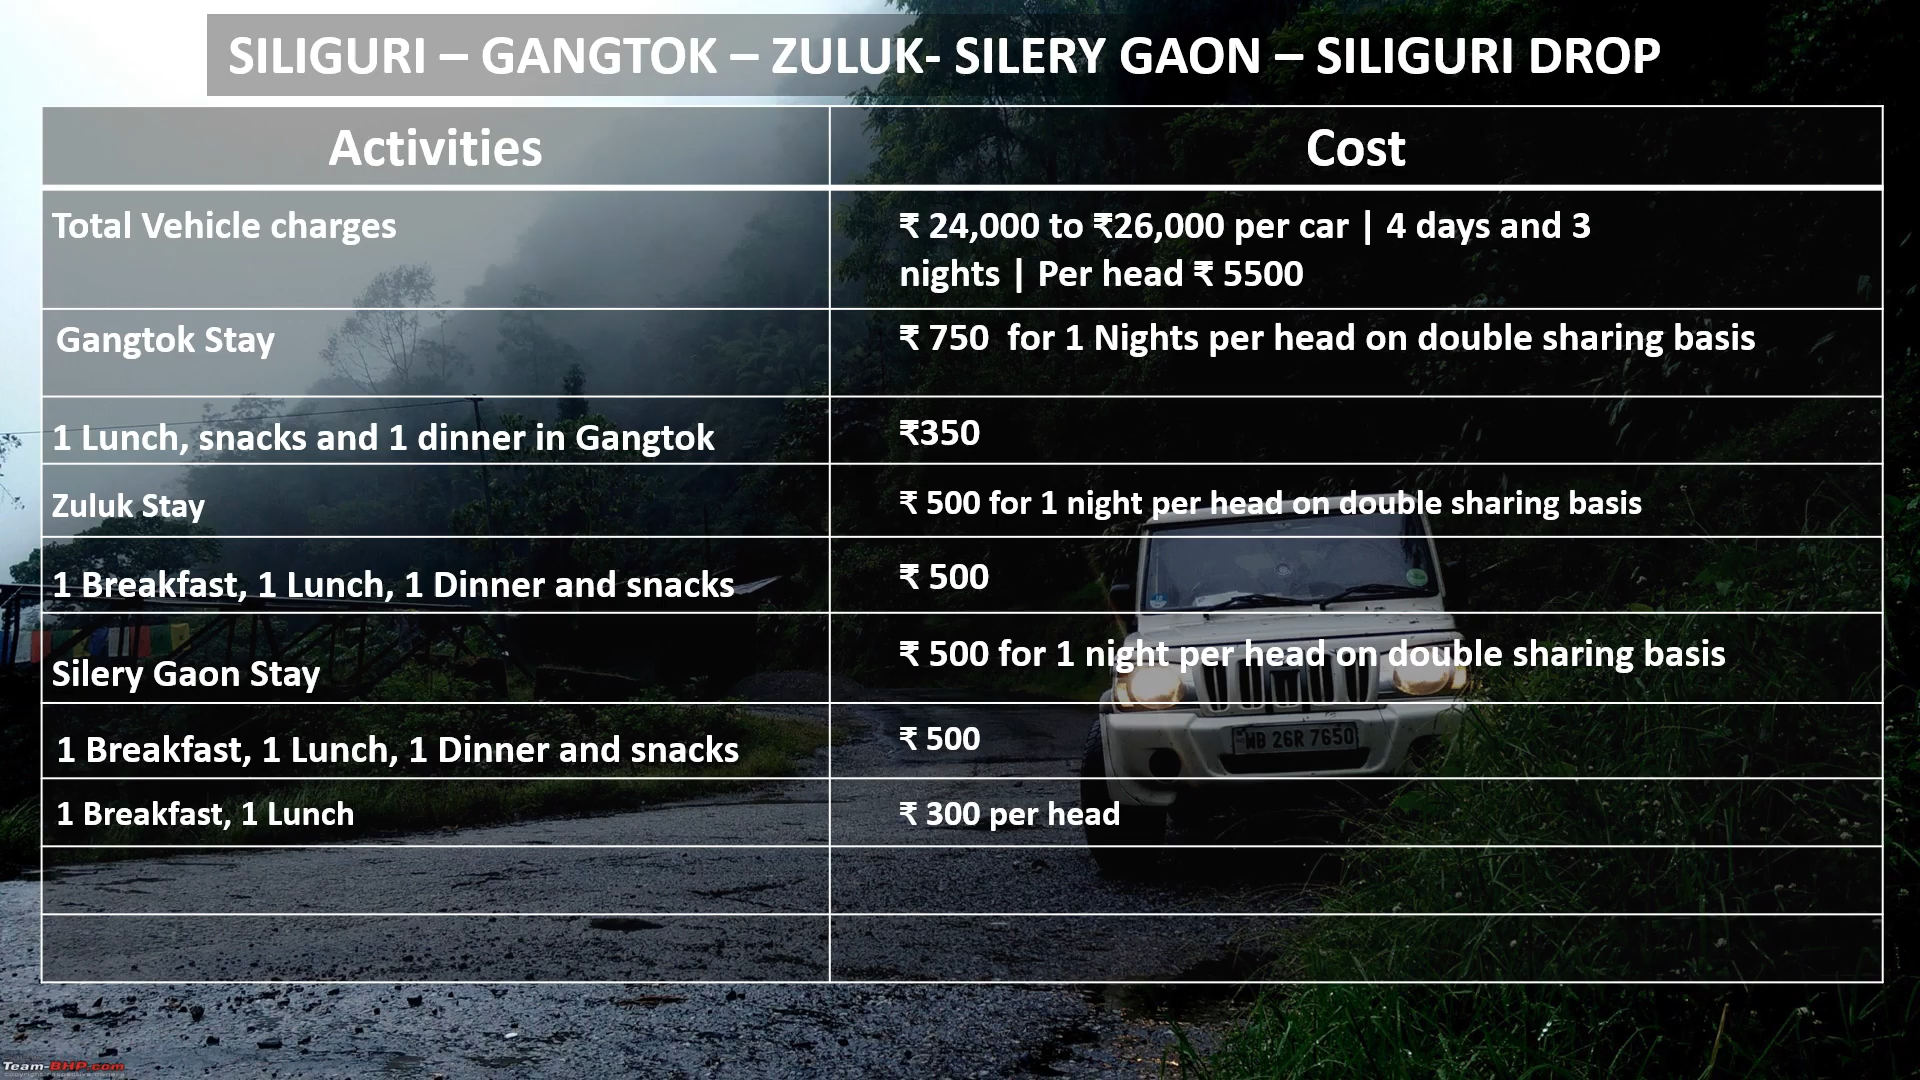 SILIGURI – GANGTOK – ZULUK- SILERY GAON – SILIGURI DROP
Activities
Cost
Total Vehicle charges
₹ 24,000 to ₹26,000 per car | 4 days and 3
nights | Per head ₹ 5500
Gangtok Stay
₹ 750 for 1 Nights per head on double sharing basis
1 Lunch, snacks and 1 dinner in Gangtok
₹350
Zuluk Stay
₹ 500 for 1 night per head on double sharing basis
1 Breakfast, 1 Lunch, 1 Dinner and snacks
₹ 500
Silery Gaon Stay
₹ 500 for 1 night per head on double sharing basis
1 Breakfast, 1 Lunch, 1 Dinner and snacks
₹ 500
1 Breakfast, 1 Lunch
₹ 300 per head
WB 26R 7650
Team-BHP.com
copyright respective owners